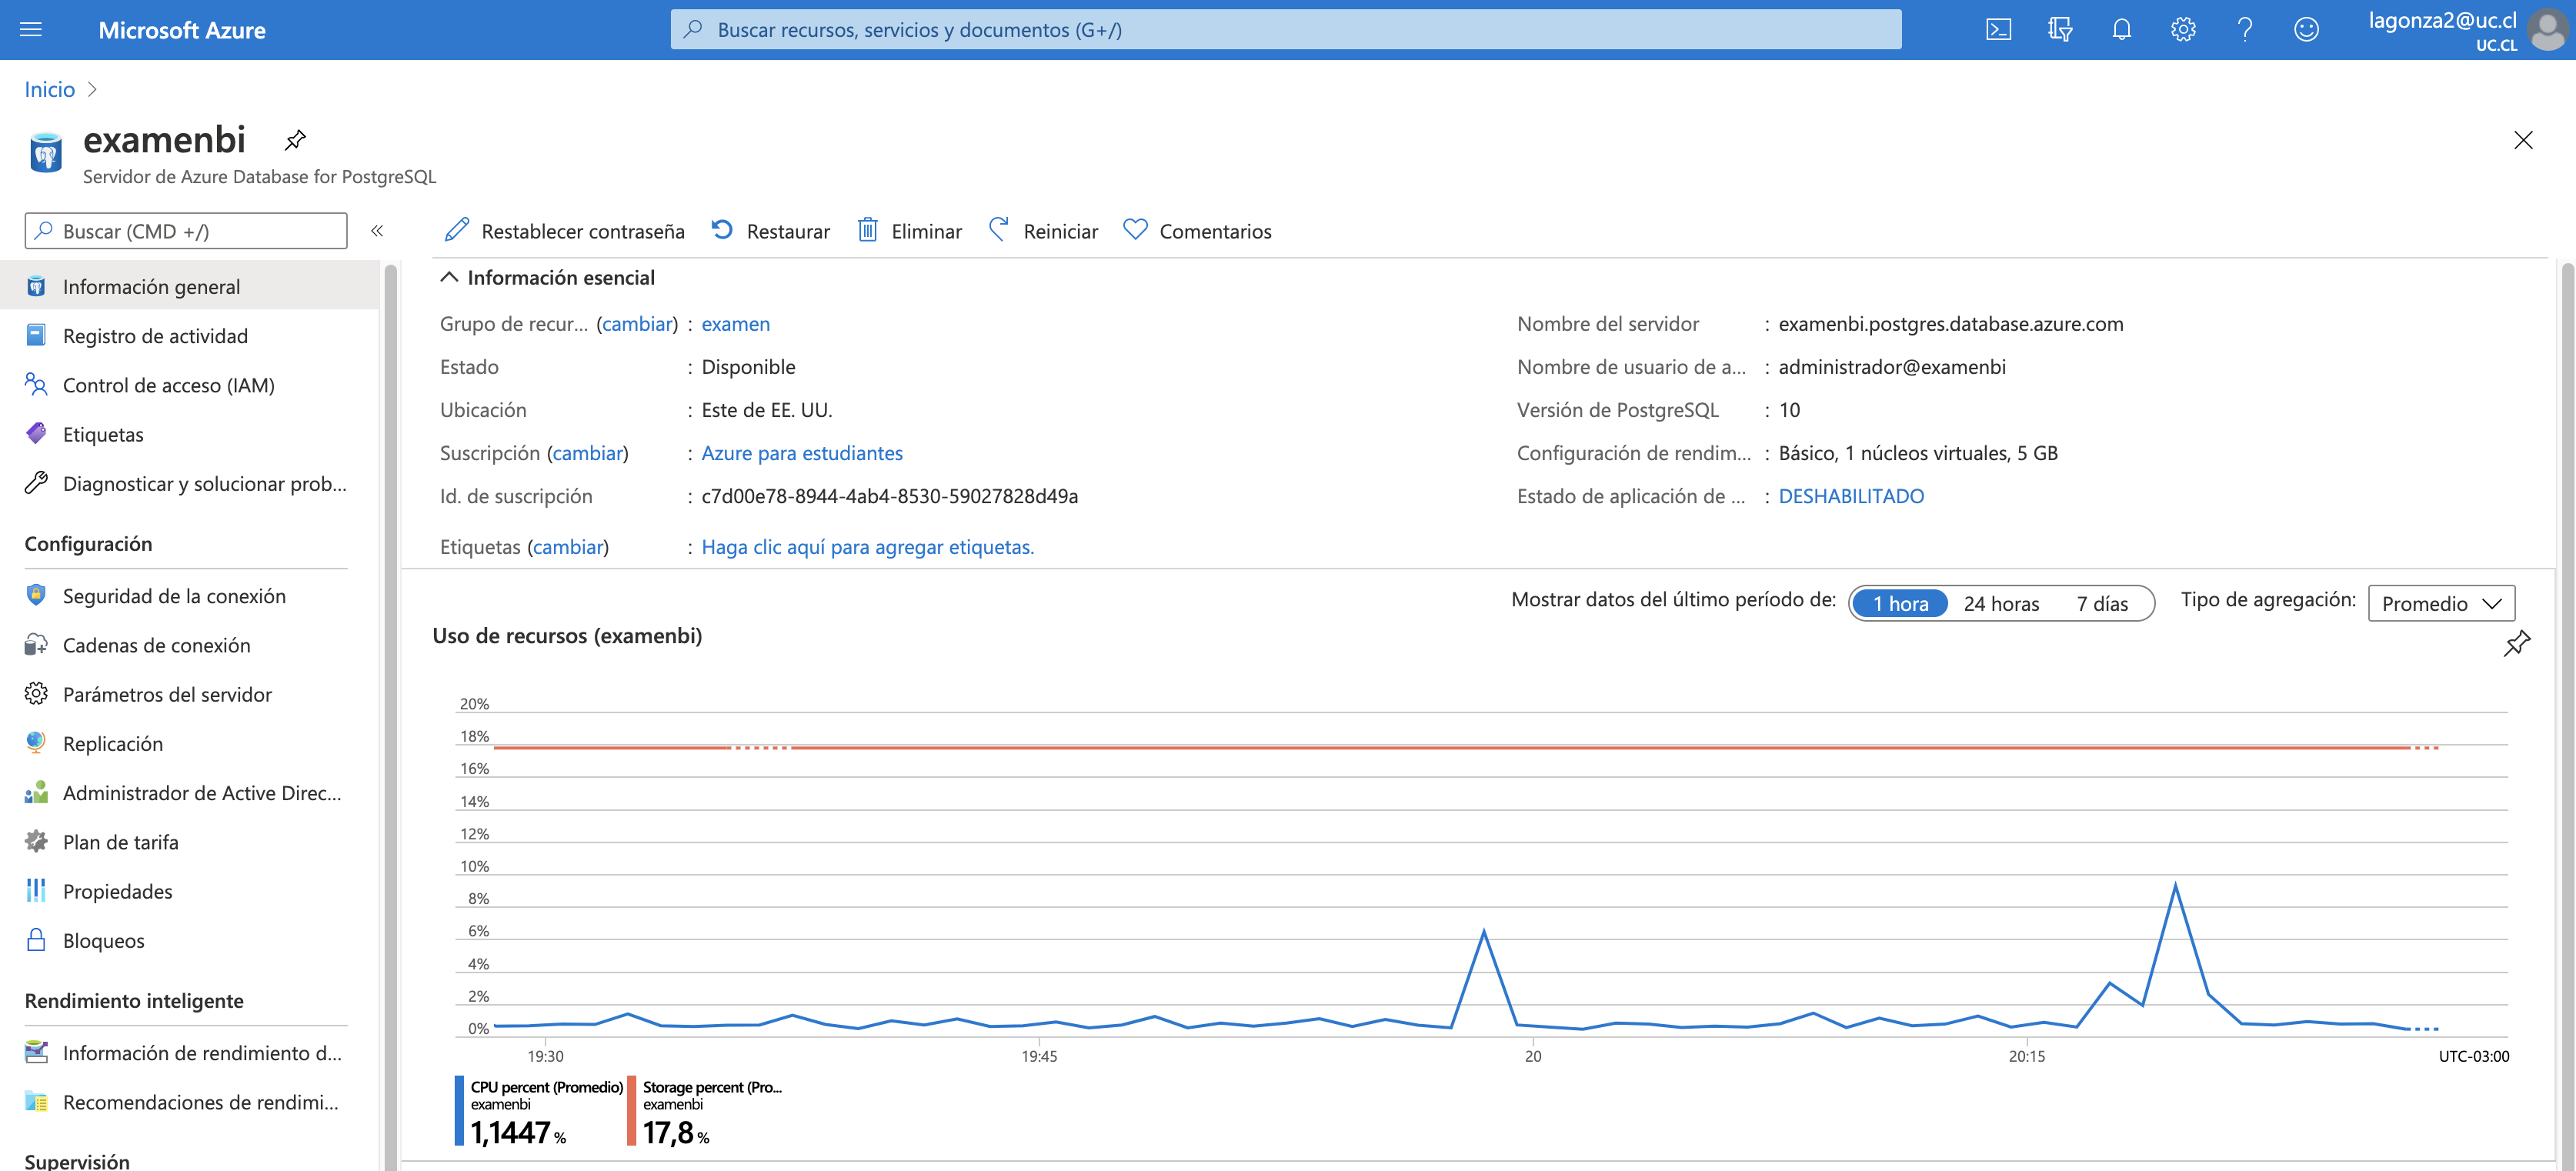 Microsoft Azure
Buscar recursos, servicios y documentos (G+/)
lagonza2@uc.cl
UC.CL
Inicio
examenbi
Servidor de Azure Database for PostgreSQL
Buscar (CMD +/)
Restablecer contraseña
Restaurar
Eliminar
Reiniciar
Comentarios
Información general
Registro de actividad
Control de acceso (IAM)
Etiquetas
Diagnosticar y solucionar prob...
Configuración
Seguridad de la conexión
Cadenas de conexión
Parámetros del servidor
Replicación
Administrador de Active Direc...
Plan de tarifa
Propiedades
Bloqueos
Rendimiento inteligente
Información de rendimiento d...
Recomendaciones de rendimi...
Supervisión
Información esencial
Grupo de recur... (cambiar) : examen
Estado : Disponible
Ubicación : Este de EE. UU.
Suscripción (cambiar) : Azure para estudiantes
Id. de suscripción : c7d00e78-8944-4ab4-8530-59027828d49a
Etiquetas (cambiar) : Haga clic aquí para agregar etiquetas.
Nombre del servidor : examenbi.postgres.database.azure.com
Nombre de usuario de a... : administrador@examenbi
Versión de PostgreSQL : 10
Configuración de rendim... : Básico, 1 núcleos virtuales, 5 GB
Estado de aplicación de ... : DESHABILITADO
Mostrar datos del último período de: 1 hora 24 horas 7 días Tipo de agregación: Promedio
Uso de recursos (examenbi)
20%
18%
16%
14%
12%
10%
8%
6%
4%
2%
0%
19:30 19:45 20 20:15 UTC-03:00
CPU percent (Promedio)
examenbi
1,1447 %
Storage percent (Pro...
examenbi
17,8 %